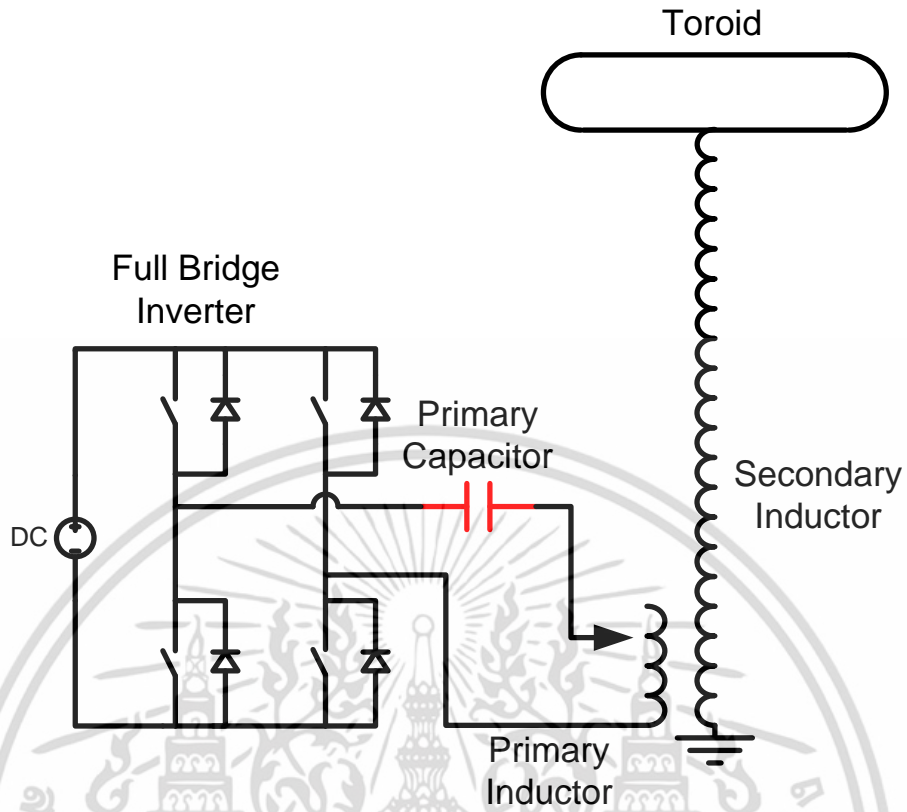 Toroid
Full Bridge
Inverter
Primary
Capacitor
Secondary
Inductor
DC
Primary
Inductor